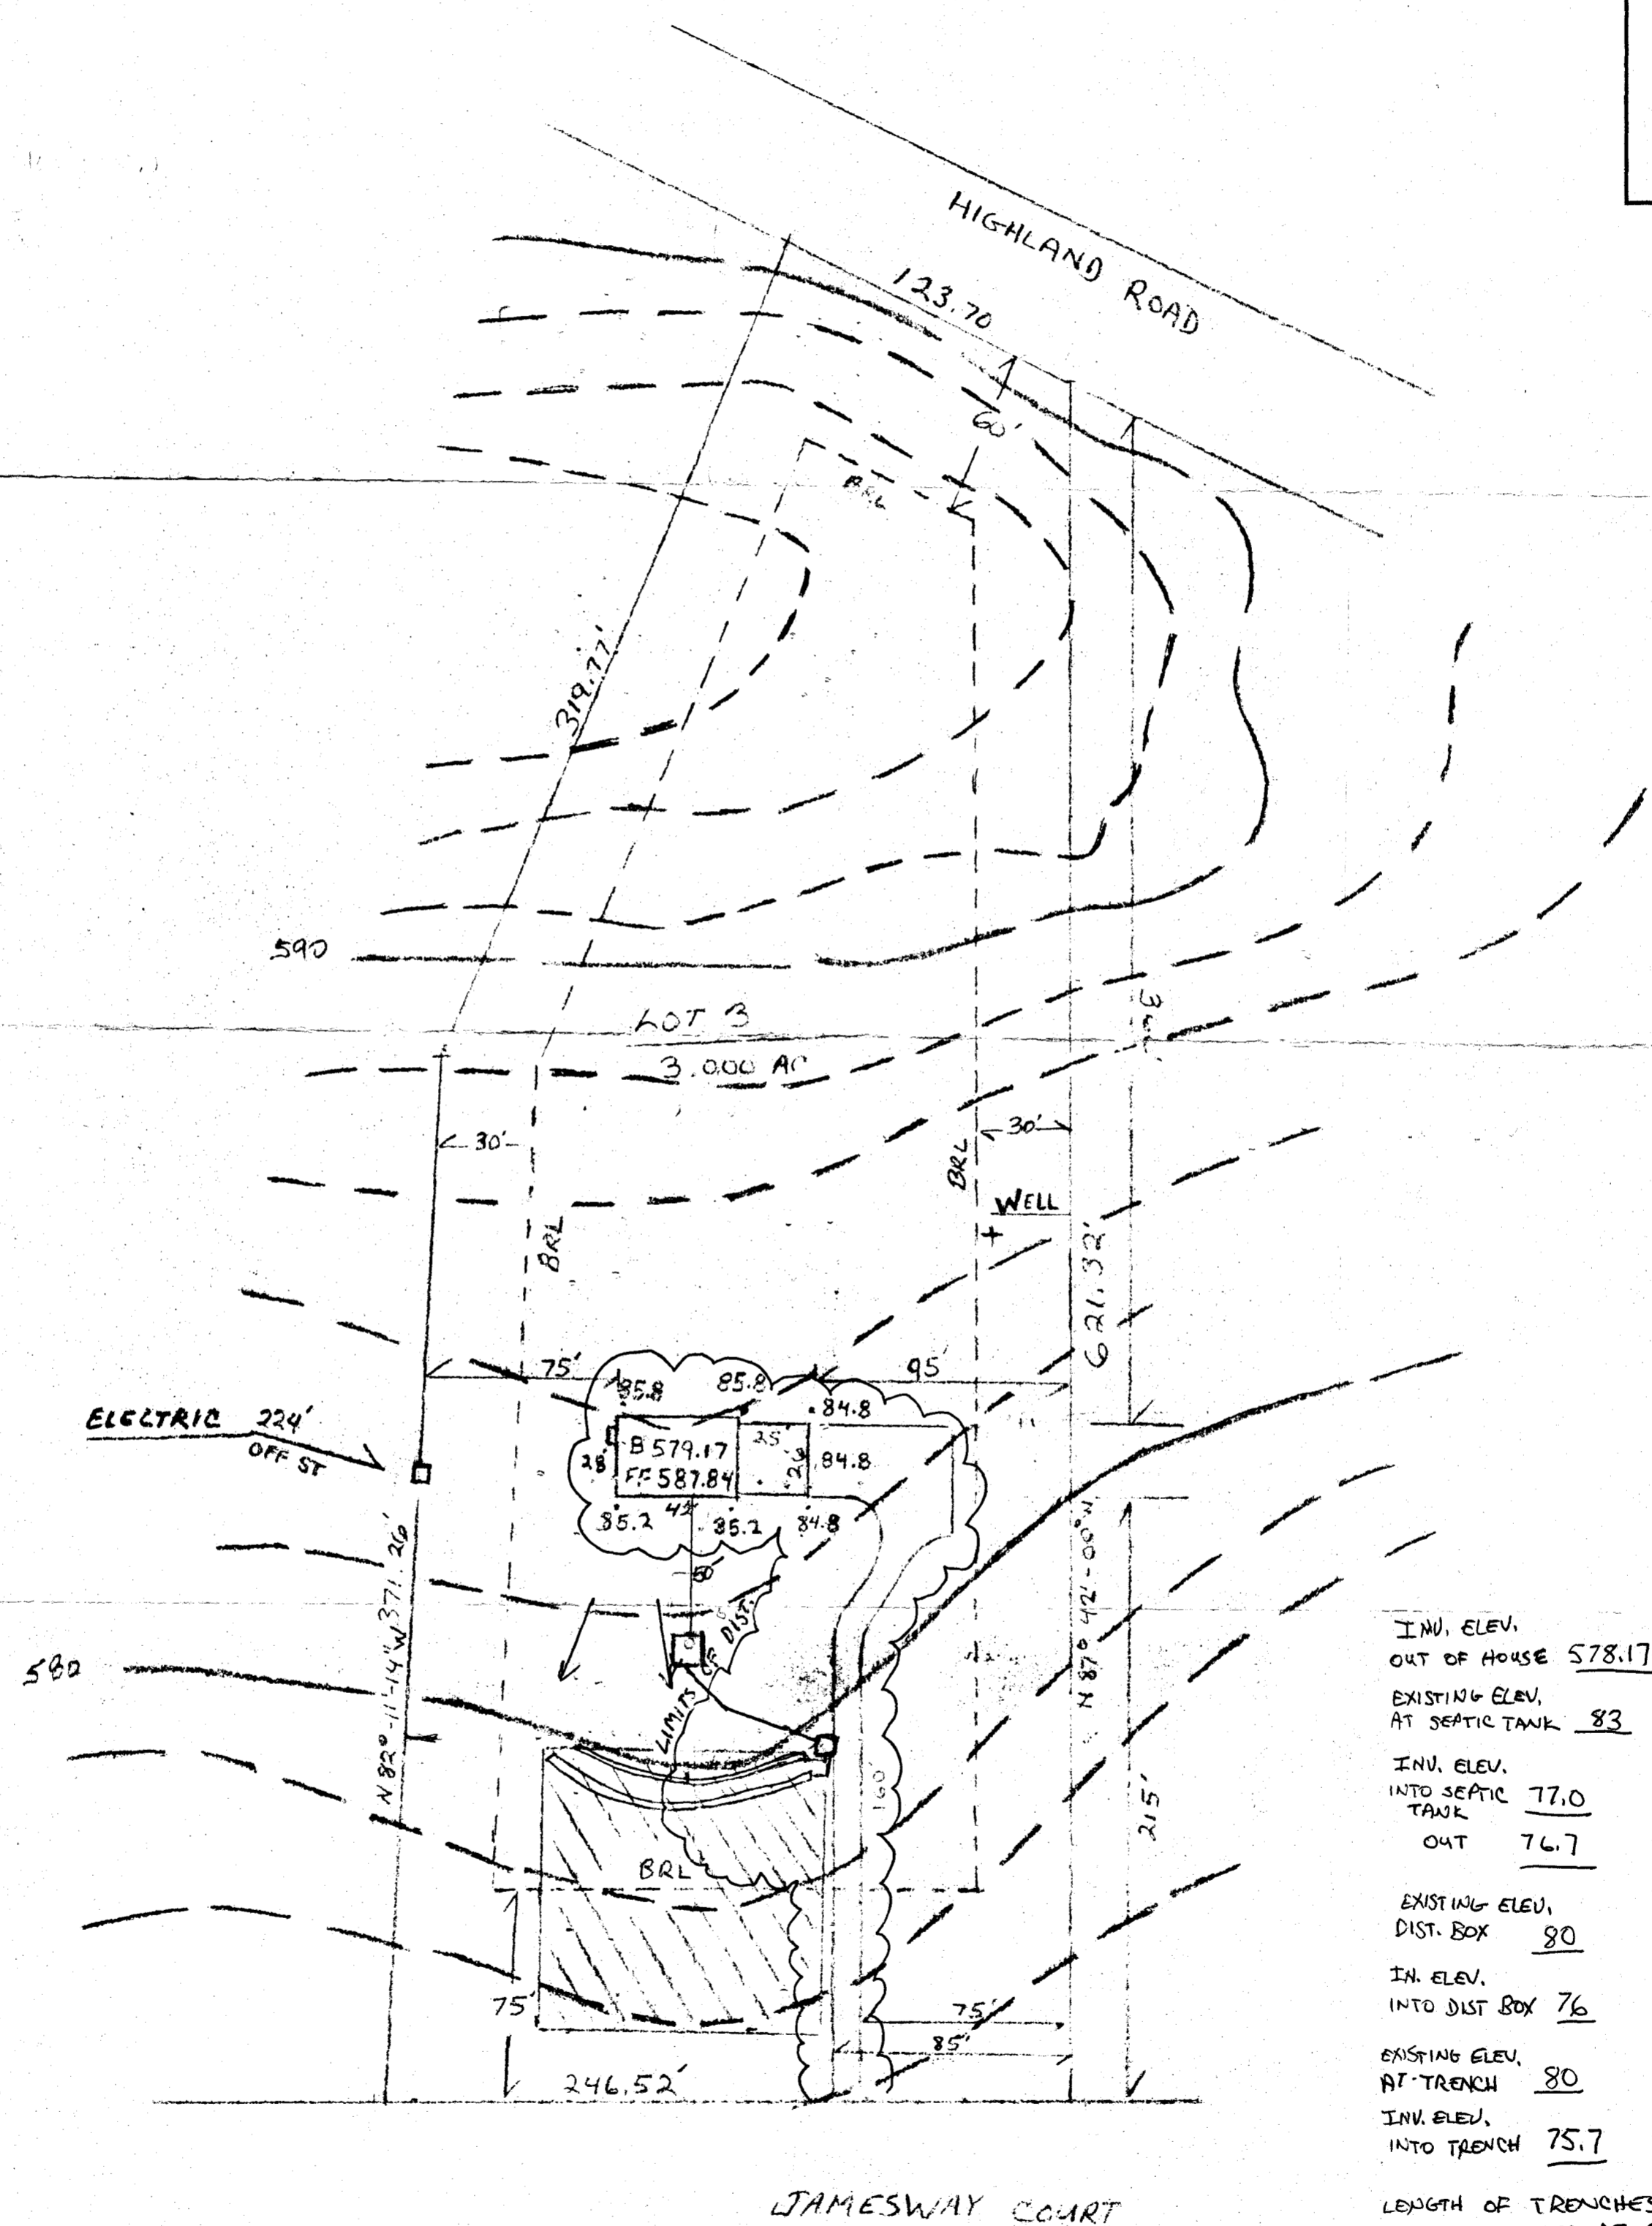 HIGHLAND ROAD
123.70
60'
BRL
319.77'
590
LOT 3
3.000 AC
30'
30'
BRL
BRL
WELL
621.32'
75'
95'
85.8
85.8
84.8
ELECTRIC 224'
OFF ST
B 579.17
FF 587.84
28'
25'
26'
84.8
42'
85.2
85.2
84.8
50'
LIMITS OF DIST.
N 82°-11'-14" W 371.26'
N 87° 42'-00" W
580
160'
215'
BRL
75'
75'
85'
246.52'
JAMESWAY COURT
INV. ELEV.
OUT OF HOUSE 578.17
EXISTING ELEV.
AT SEPTIC TANK 83
INV. ELEV.
INTO SEPTIC 77.0
TANK
OUT 76.7
EXISTING ELEV.
DIST. BOX 80
IN. ELEV.
INTO DIST BOX 76
EXISTING ELEV.
AT TRENCH 80
INV. ELEV.
INTO TRENCH 75.7
LENGTH OF TRENCHES